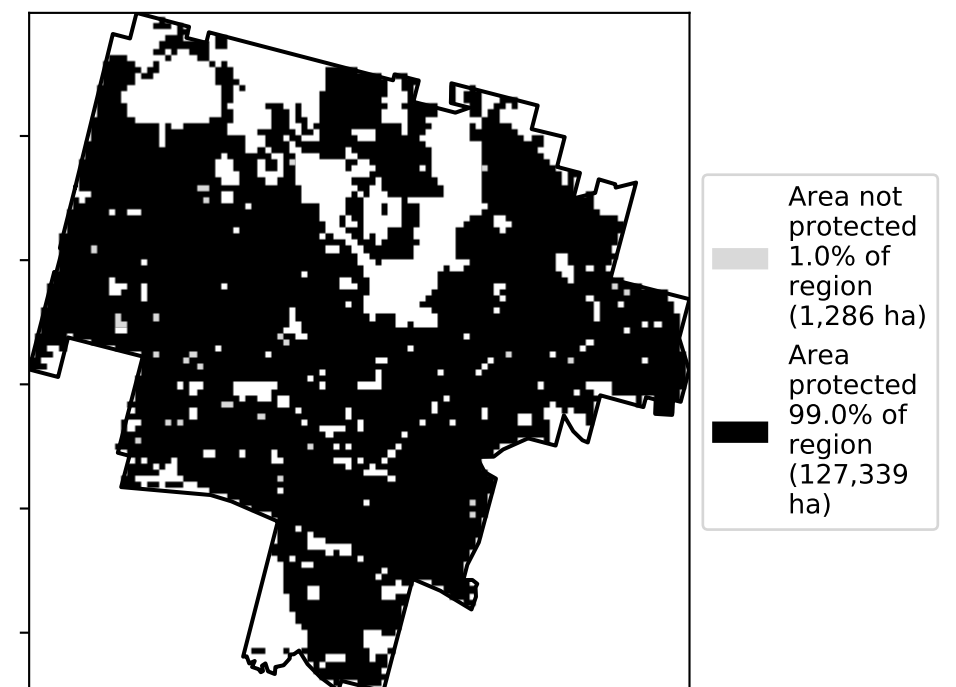 Area not
protected
1.0% of
region
(1,286 ha)
Area
protected
99.0% of
region
(127,339
ha)